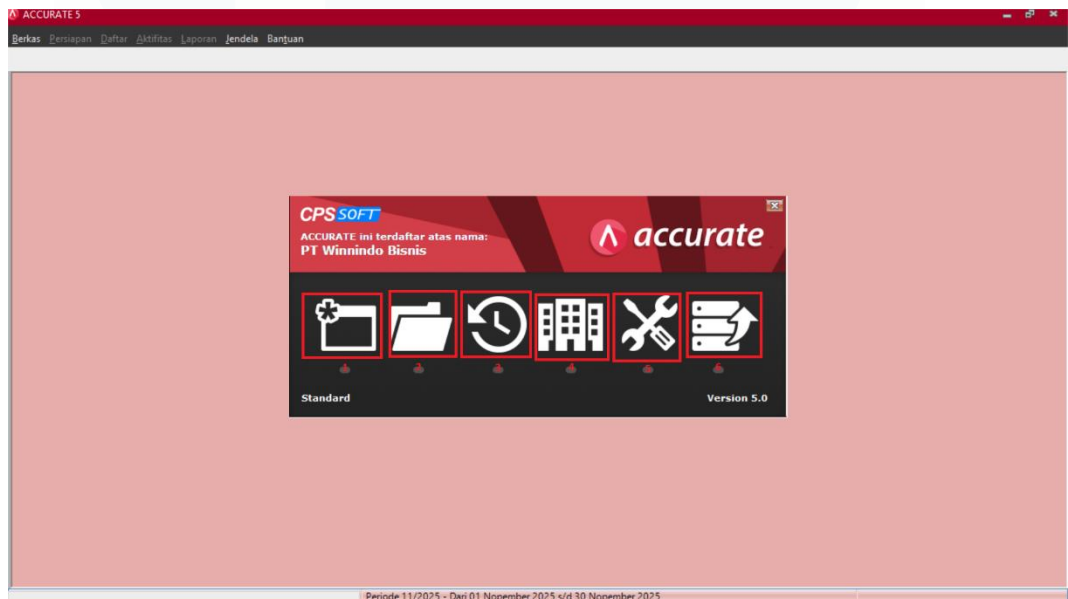 ACCURATE 5
Berkas Persiapan Daftar Aktifitas Laporan Jendela Bantuan
CPS SOFT
ACCURATE ini terdaftar atas nama:
PT Winnindo Bisnis
accurate
Standard
Version 5.0
Periode 11/2025 - Dari 01 Nopember 2025 s/d 30 Nopember 2025